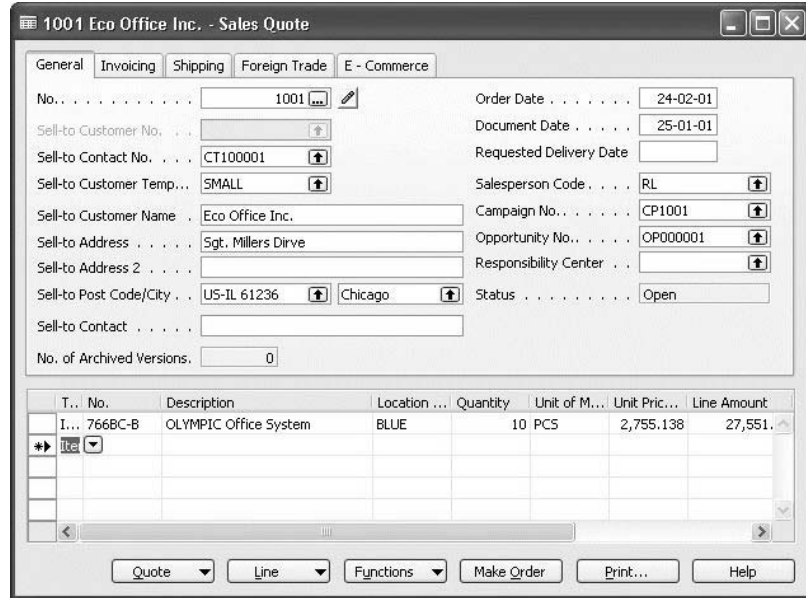 1001 Eco Office Inc. - Sales Quote
General Invoicing Shipping Foreign Trade E - Commerce
No.. . . . . . . . . . . . 1001 Order Date . . . . . . . 24-02-01
Sell-to Customer No. . . Document Date . . . . . . 25-01-01
Sell-to Contact No. . . . CT100001 Requested Delivery Date
Sell-to Customer Temp... SMALL Salesperson Code . . . . RL
Sell-to Customer Name . Eco Office Inc. Campaign No.. . . . . . CP1001
Sell-to Address . . . . . Sgt. Millers Dirve Opportunity No.. . . . . OP000001
Sell-to Address 2 . . . . Responsibility Center . .
Sell-to Post Code/City . . US-IL 61236 Chicago Status . . . . . . . . . Open
Sell-to Contact . . . . .
No. of Archived Versions. 0
T.. No. Description Location ... Quantity Unit of M... Unit Pric... Line Amount
I... 766BC-B OLYMPIC Office System BLUE 10 PCS 2,755.138 27,551.
Quote Line Functions Make Order Print... Help